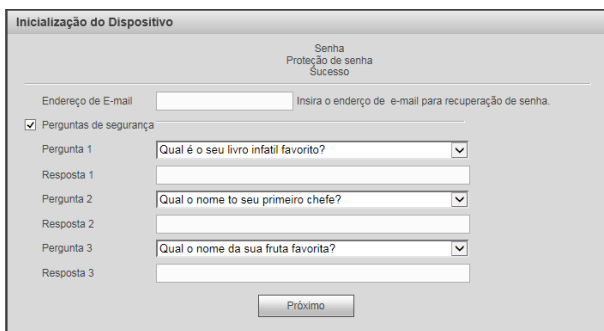 Inicialização do Dispositivo
Senha
Proteção de senha
Sucesso
Endereço de E-mail Insira o enderço de e-mail para recuperação de senha.
Perguntas de segurança
Pergunta 1 Qual é o seu livro infatil favorito?
Resposta 1
Pergunta 2 Qual o nome to seu primeiro chefe?
Resposta 2
Pergunta 3 Qual o nome da sua fruta favorita?
Resposta 3
Próximo